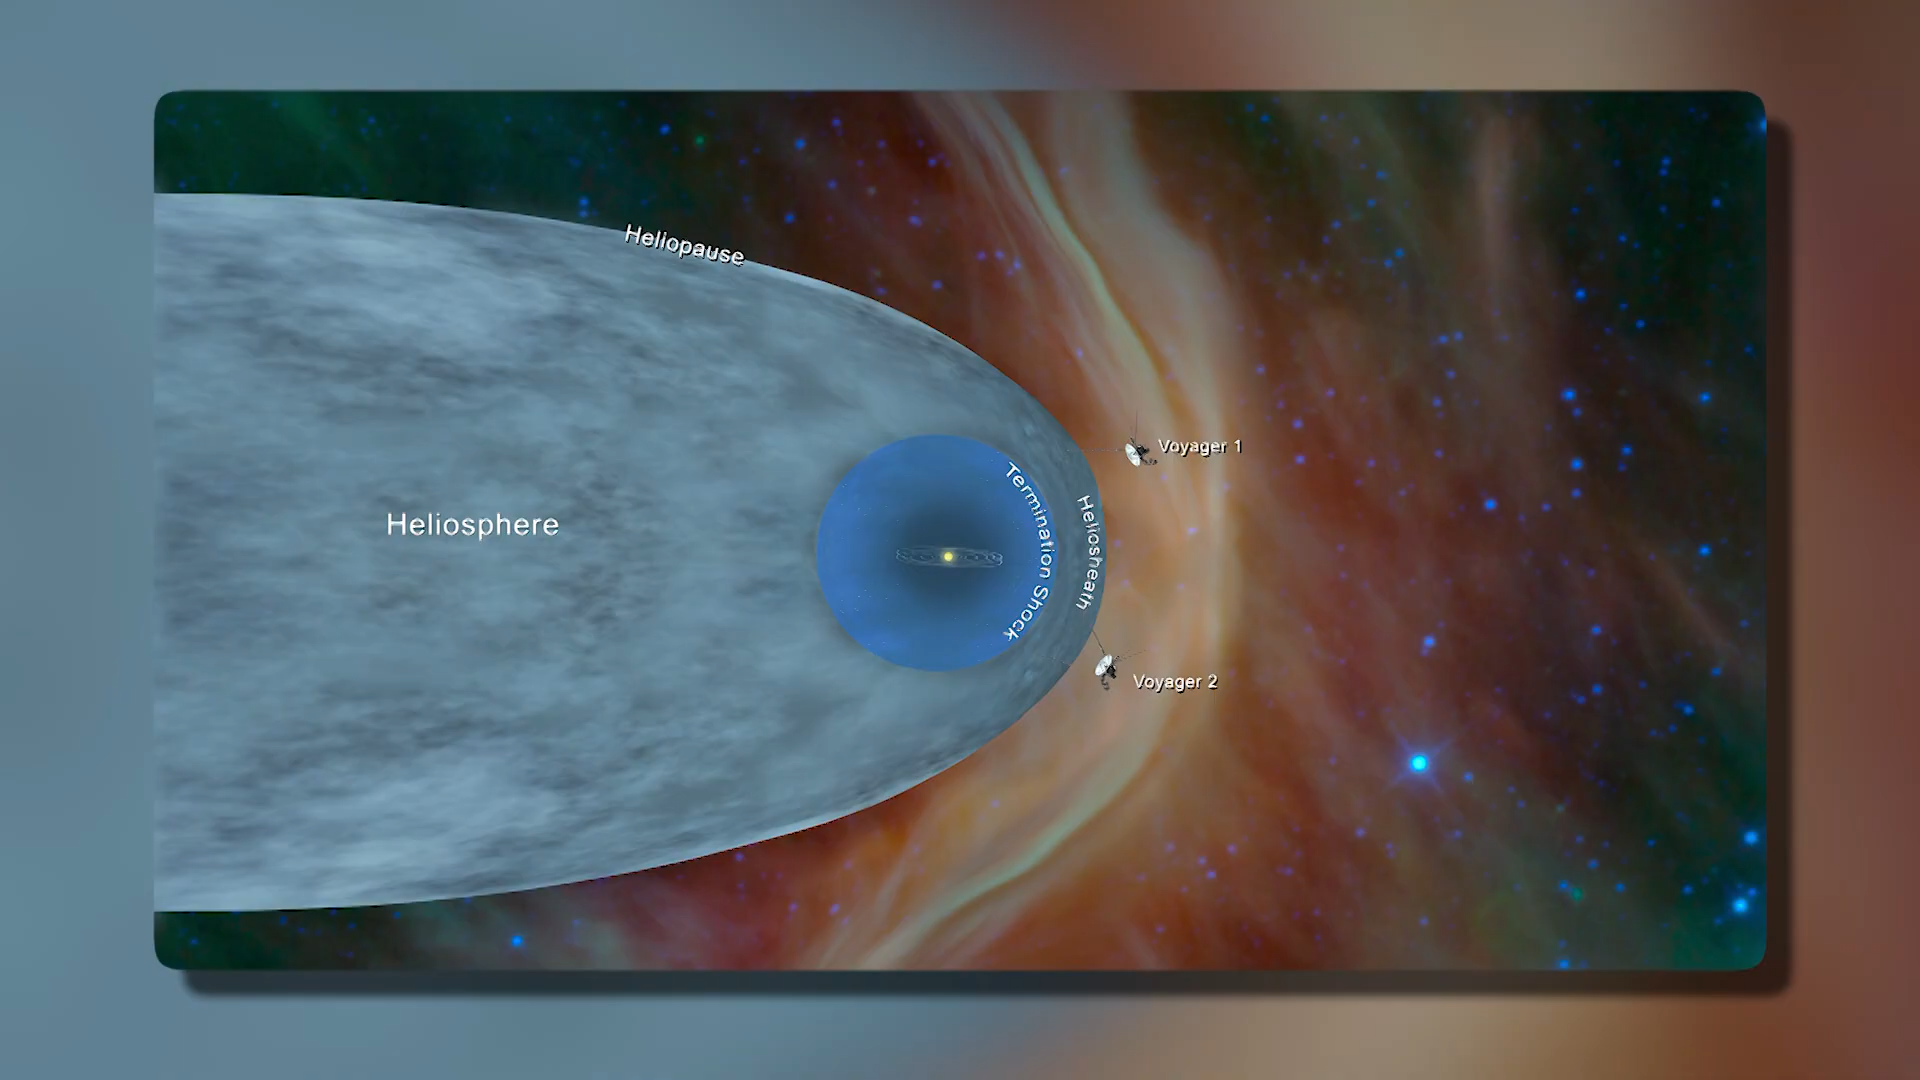 Heliopause
Voyager 1
Heliosphere
Termination Shock
Heliosheath
Voyager 2